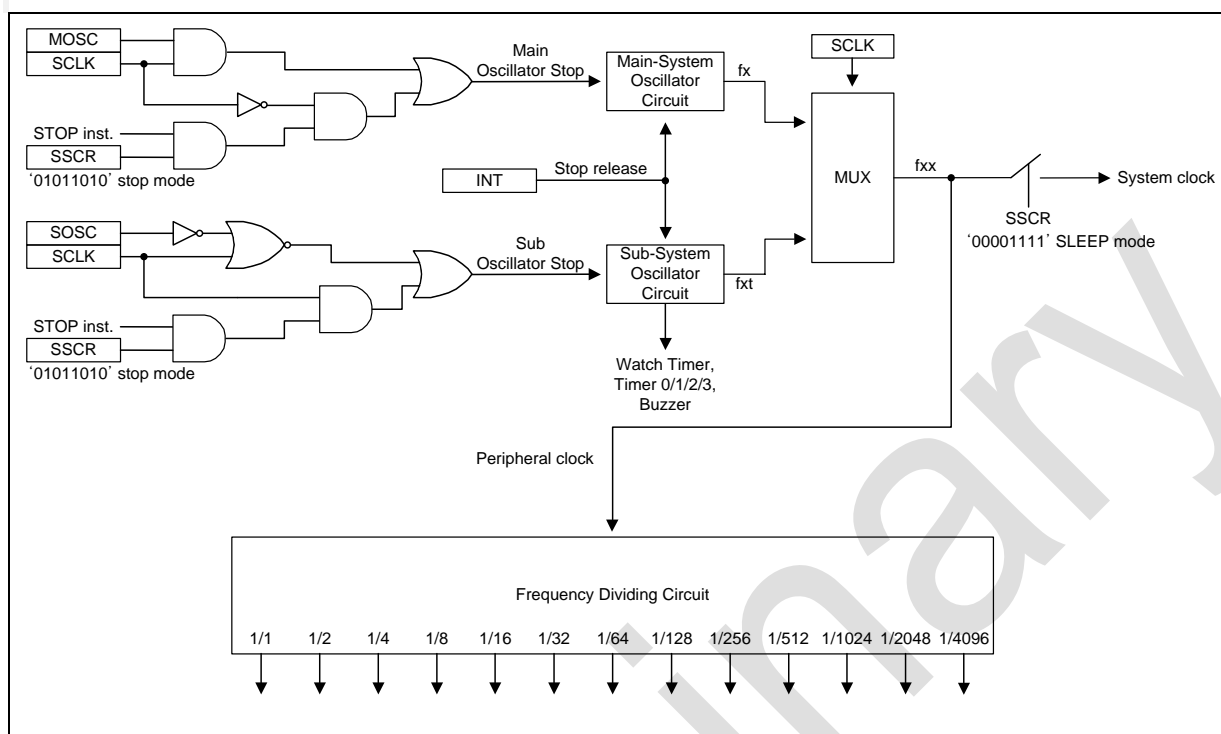 MOSC
SCLK
STOP inst.
SSCR
‘01011010’ stop mode
Main
Oscillator Stop
Main-System
Oscillator
Circuit
fx
SCLK
MUX
fxx
System clock
SSCR
‘00001111’ SLEEP mode
INT
Stop release
SOSC
SCLK
STOP inst.
SSCR
‘01011010’ stop mode
Sub
Oscillator Stop
Sub-System
Oscillator
Circuit
fxt
Watch Timer,
Timer 0/1/2/3,
Buzzer
Peripheral clock
Frequency Dividing Circuit
1/1 1/2 1/4 1/8 1/16 1/32 1/64 1/128 1/256 1/512 1/1024 1/2048 1/4096
inary